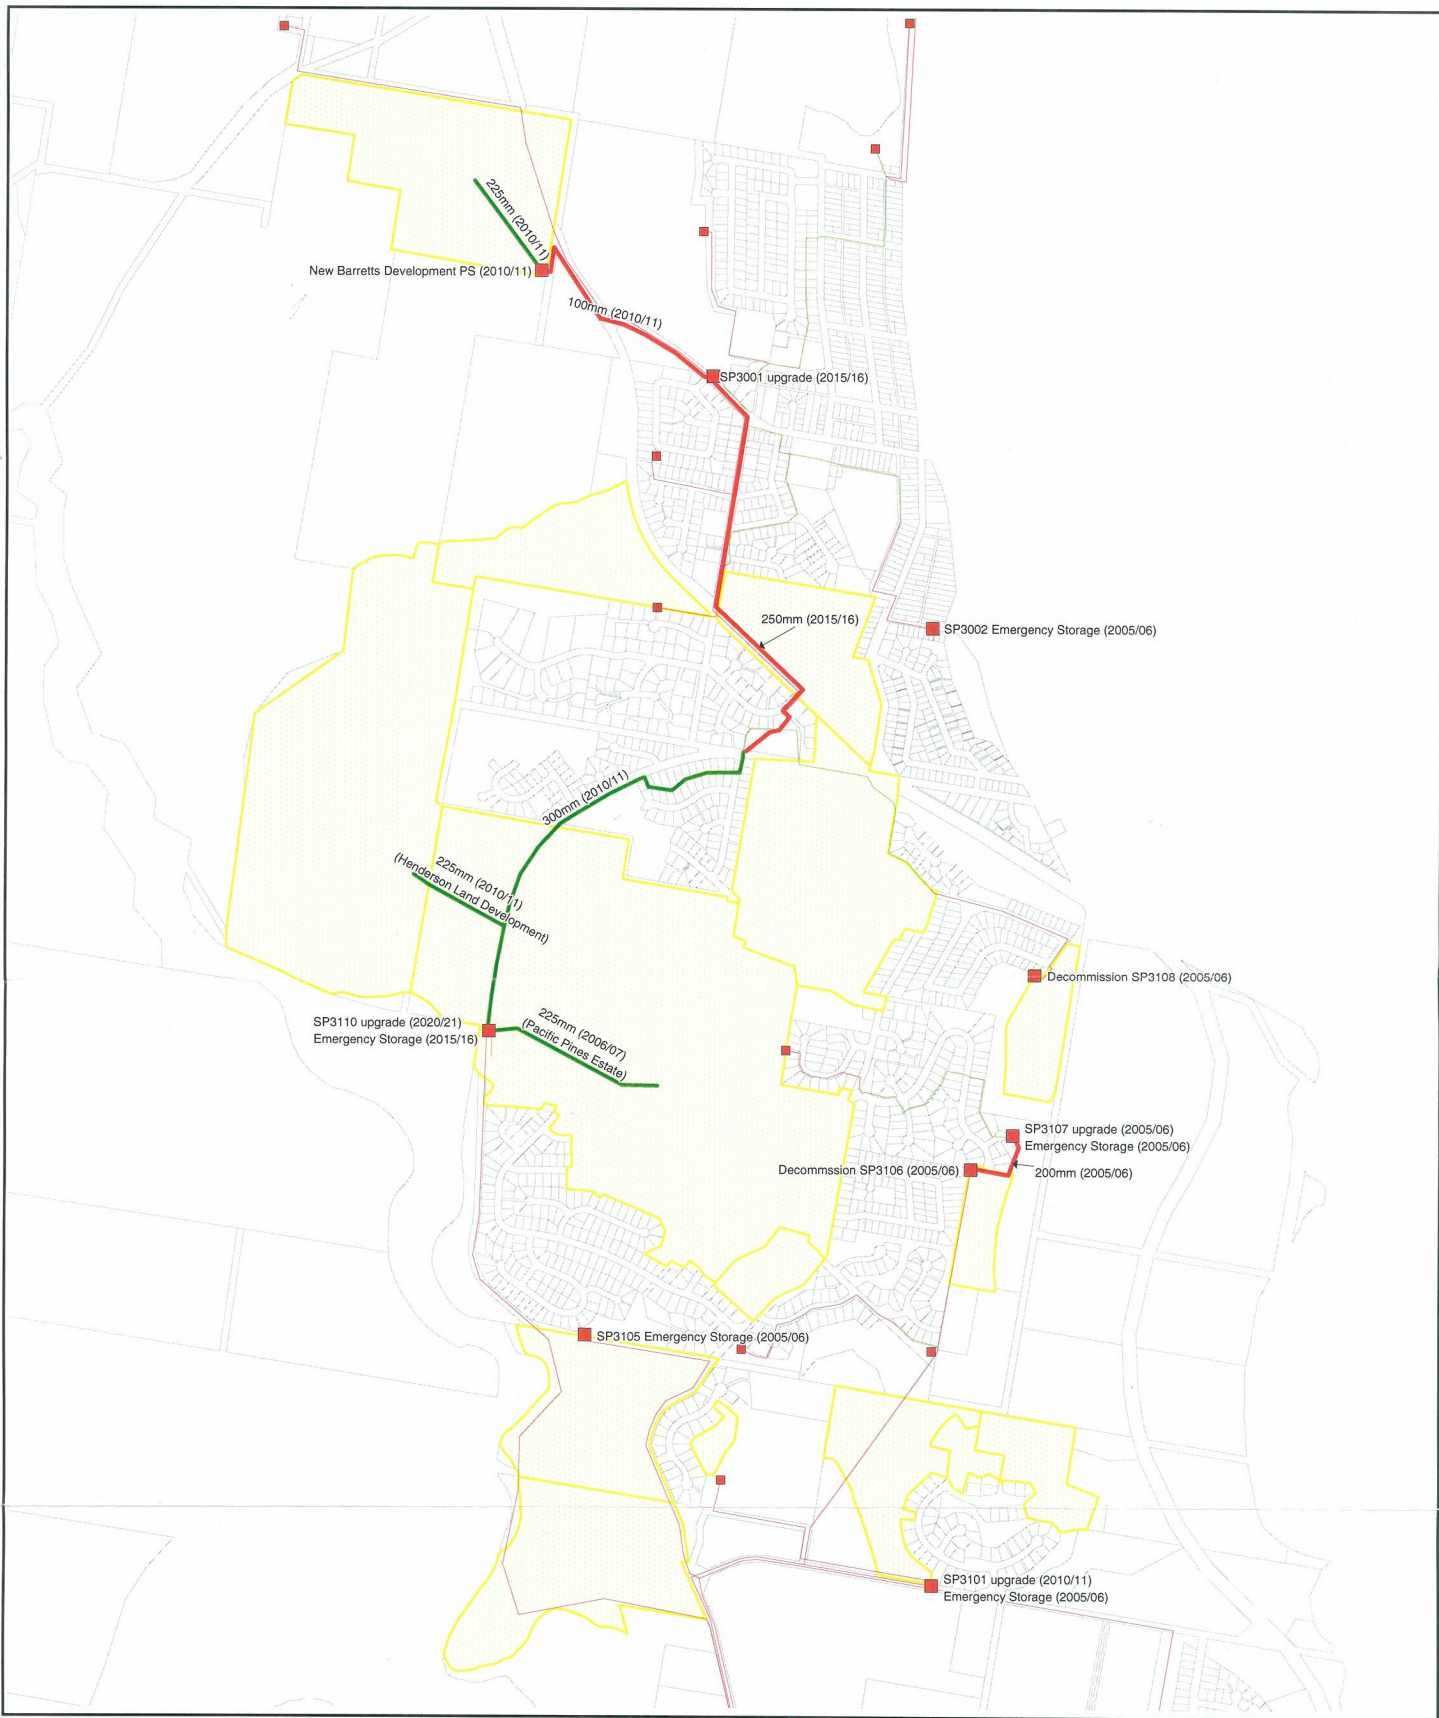 225mm (2010/11)
New Barretts Development PS (2010/11)
100mm (2010/11)
SP3001 upgrade (2015/16)
250mm (2015/16)
SP3002 Emergency Storage (2005/06)
300mm (2010/11)
225mm (2010/11)
(Henderson Land Development)
Decommission SP3108 (2005/06)
SP3110 upgrade (2020/21)
Emergency Storage (2015/16)
225mm (2006/07)
(Pacific Pines Estate)
SP3107 upgrade (2005/06)
Emergency Storage (2005/06)
Decommssion SP3106 (2005/06)
200mm (2005/06)
SP3105 Emergency Storage (2005/06)
SP3101 upgrade (2010/11)
Emergency Storage (2005/06)